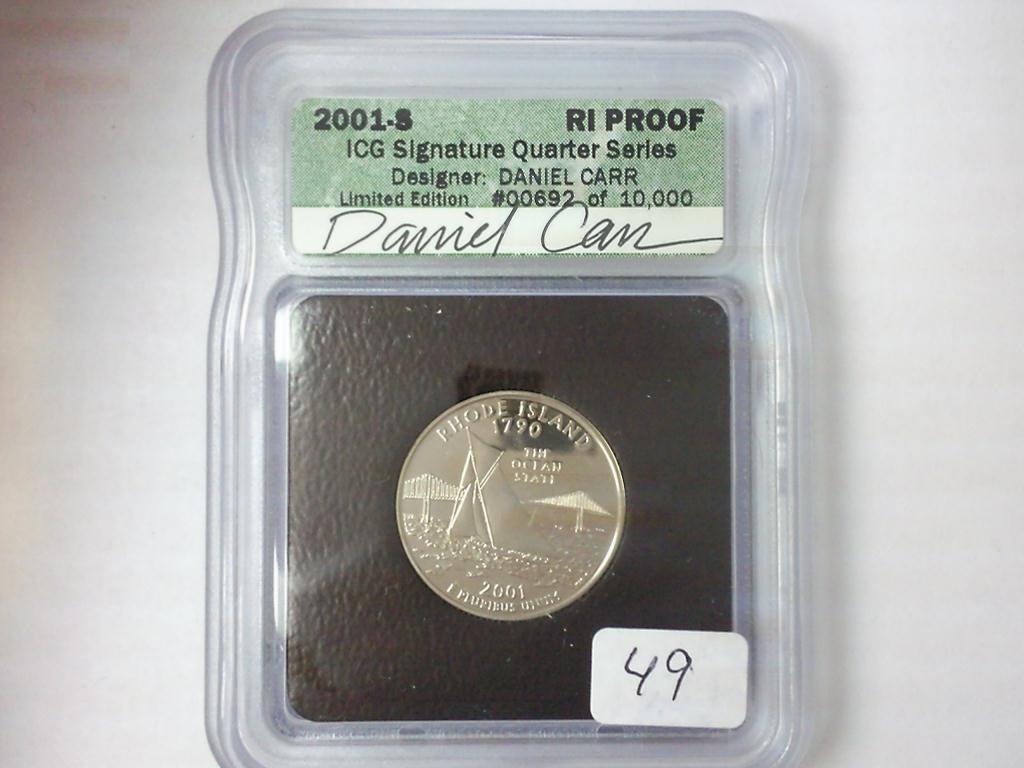 2001-S RI PROOF
ICG Signature Quarter Series
Designer: DANIEL CARR
Limited Edition #00692 of 10,000
Daniel Carr
RHODE ISLAND
1790
THE
OCEAN
STATE
2001
E PLURIBUS UNUM
49